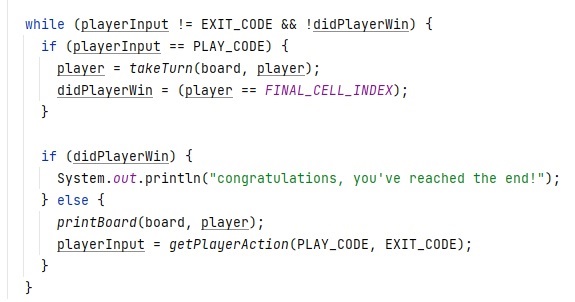 while (playerInput != EXIT_CODE && !didPlayerWin) {
  if (playerInput == PLAY_CODE) {
    player = takeTurn(board, player);
    didPlayerWin = (player == FINAL_CELL_INDEX);
  }

  if (didPlayerWin) {
    System.out.println("congratulations, you've reached the end!");
  } else {
    printBoard(board, player);
    playerInput = getPlayerAction(PLAY_CODE, EXIT_CODE);
  }
}